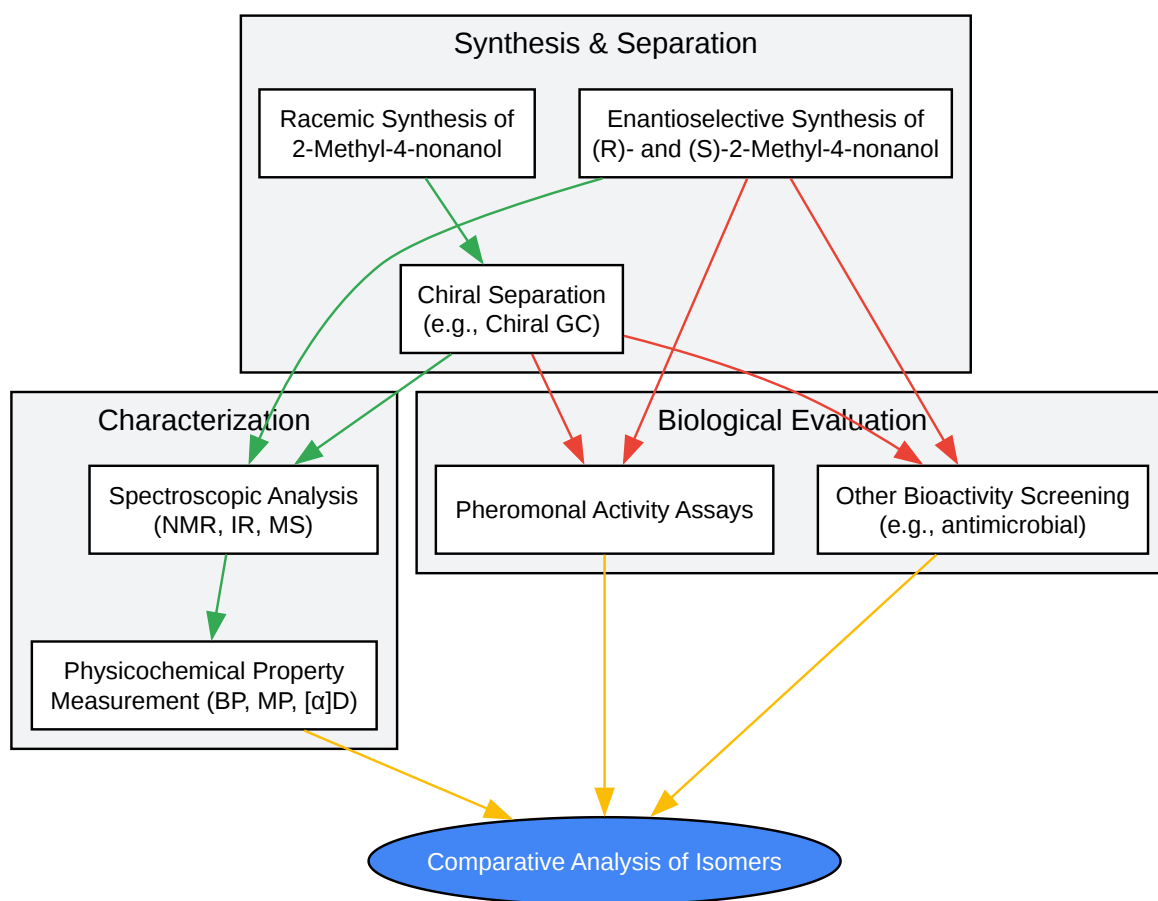 Synthesis & Separation
Racemic Synthesis of
2-Methyl-4-nonanol
Enantioselective Synthesis of
(R)- and (S)-2-Methyl-4-nonanol
Chiral Separation
(e.g., Chiral GC)
Characterization
Biological Evaluation
Spectroscopic Analysis
(NMR, IR, MS)
Pheromonal Activity Assays
Other Bioactivity Screening
(e.g., antimicrobial)
Physicochemical Property
Measurement (BP, MP, [α]D)
Comparative Analysis of Isomers